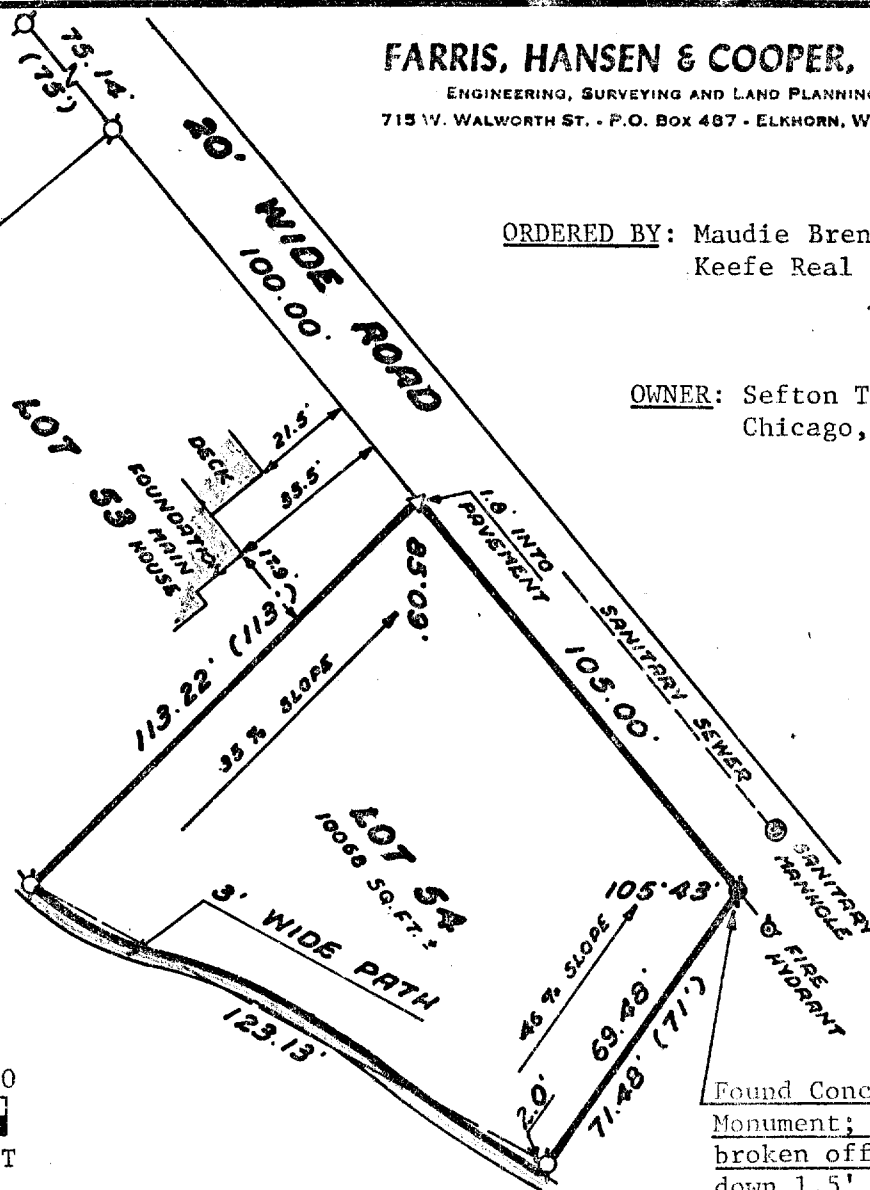 FARRIS, HANSEN & COOPER,
ENGINEERING, SURVEYING AND LAND PLANNING
715 W. WALWORTH ST. - P.O. BOX 487 - ELKHORN, W
75.14'
(75')
20' WIDE ROAD
100.00'
ORDERED BY: Maudie Bren
Keefe Real
OWNER: Sefton T
Chicago,
LOT 53
DECK
21.5'
FOUNDATION
MAIN
HOUSE
35.5'
17.9'
1.8' INTO
PAVEMENT
85°09'
113.22' (113')
35% SLOPE
105.00'
SANITARY SEWER
SANITARY
MANHOLE
LOT 54
10068 SQ.FT.±
105°43'
FIRE
HYDRANT
3' WIDE PATH
123.13'
46% SLOPE
69.48'
71.48' (71')
2.0'
0
T
Found Conc
Monument;
broken off
down 1.5'